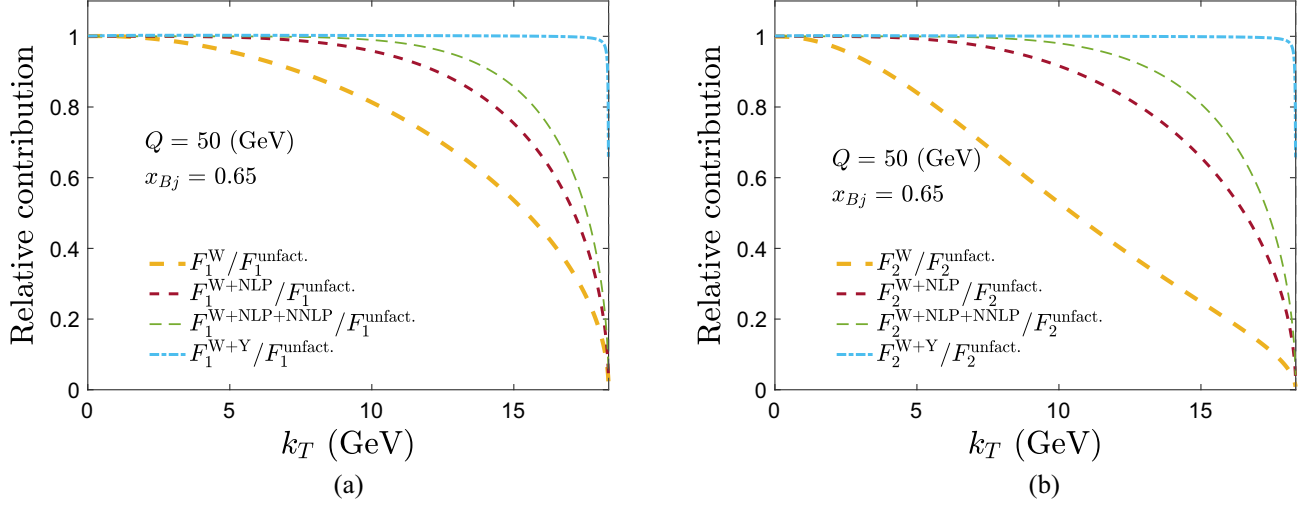 Relative contribution
1
0.8
0.6
0.4
0.2
0
Q = 50 (GeV)
x_{Bj} = 0.65
F_1^{W}/F_1^{unfact.}
F_1^{W+NLP}/F_1^{unfact.}
F_1^{W+NLP+NNLP}/F_1^{unfact.}
F_1^{W+Y}/F_1^{unfact.}
0 5 10 15
k_T (GeV)
(a)
Relative contribution
1
0.8
0.6
0.4
0.2
0
Q = 50 (GeV)
x_{Bj} = 0.65
F_2^{W}/F_2^{unfact.}
F_2^{W+NLP}/F_2^{unfact.}
F_2^{W+NLP+NNLP}/F_2^{unfact.}
F_2^{W+Y}/F_2^{unfact.}
0 5 10 15
k_T (GeV)
(b)